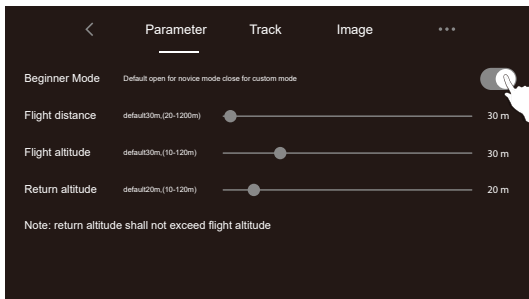 Parameter Track Image
Beginner Mode Default open for novice mode close for custom mode
Flight distance default30m,(20-1200m) 30 m
Flight altitude default30m,(10-120m) 30 m
Return altitude default20m,(10-120m) 20 m
Note: return altitude shall not exceed flight altitude